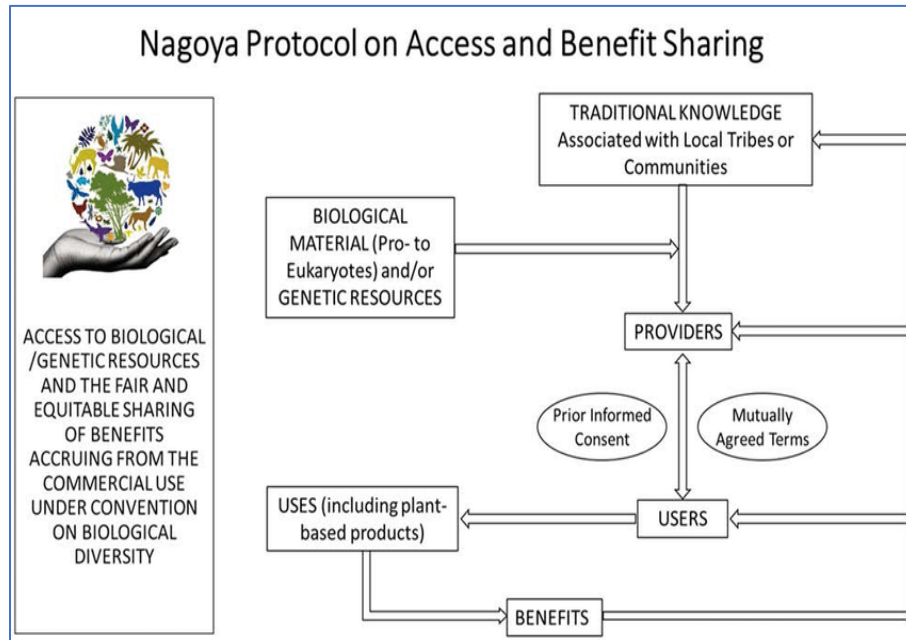 Nagoya Protocol on Access and Benefit Sharing
ACCESS TO BIOLOGICAL
/GENETIC RESOURCES
AND THE FAIR AND
EQUITABLE SHARING
OF BENEFITS
ACCRUING FROM THE
COMMERCIAL USE
UNDER CONVENTION
ON BIOLOGICAL
DIVERSITY
TRADITIONAL KNOWLEDGE
Associated with Local Tribes or
Communities
BIOLOGICAL
MATERIAL (Pro- to
Eukaryotes) and/or
GENETIC RESOURCES
PROVIDERS
Prior Informed
Consent
Mutually
Agreed Terms
USES (including plant-
based products)
USERS
BENEFITS